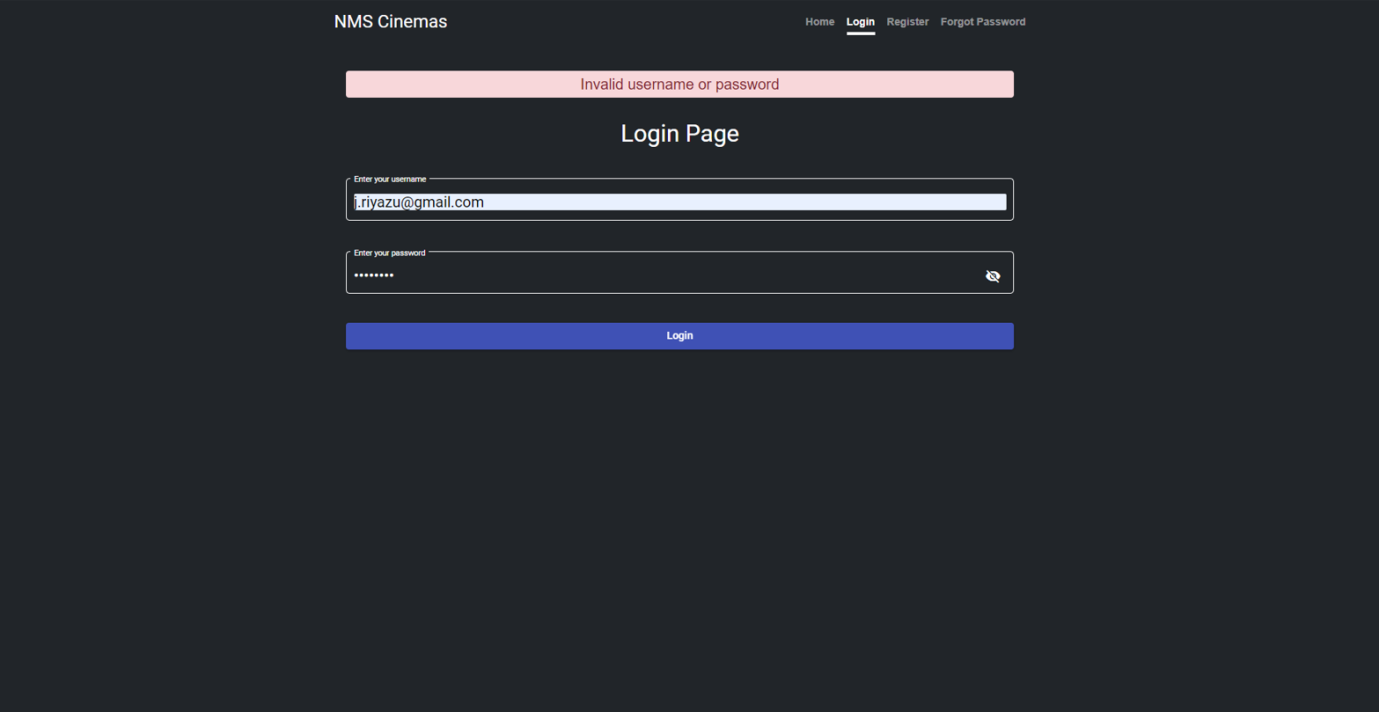 NMS Cinemas
Home Login Register Forgot Password
Invalid username or password
Login Page
Enter your username
j.riyazu@gmail.com
Enter your password
••••••••
Login